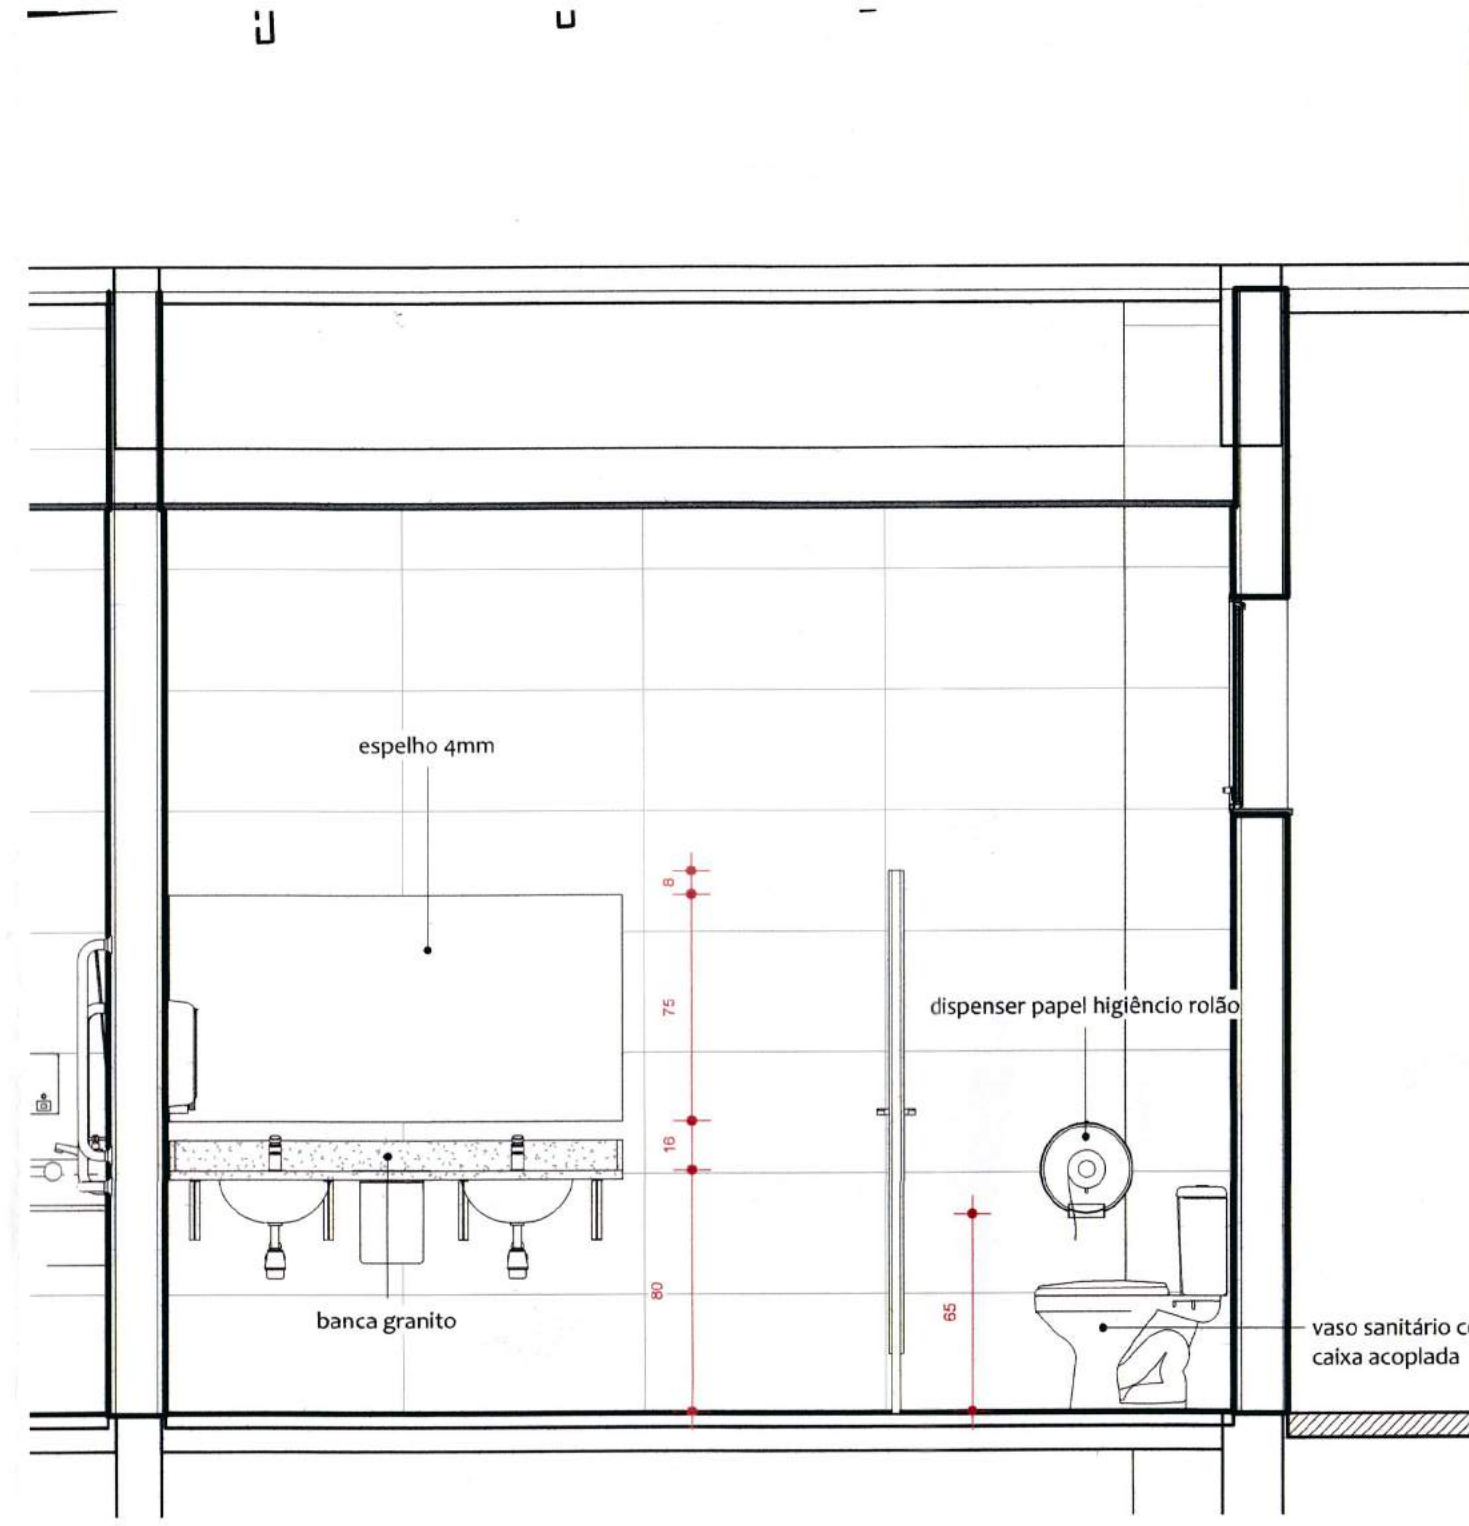 espelho 4mm
8
75
dispenser papel higiêncio rolão
16
80
65
banca granito
vaso sanitário c
caixa acoplada